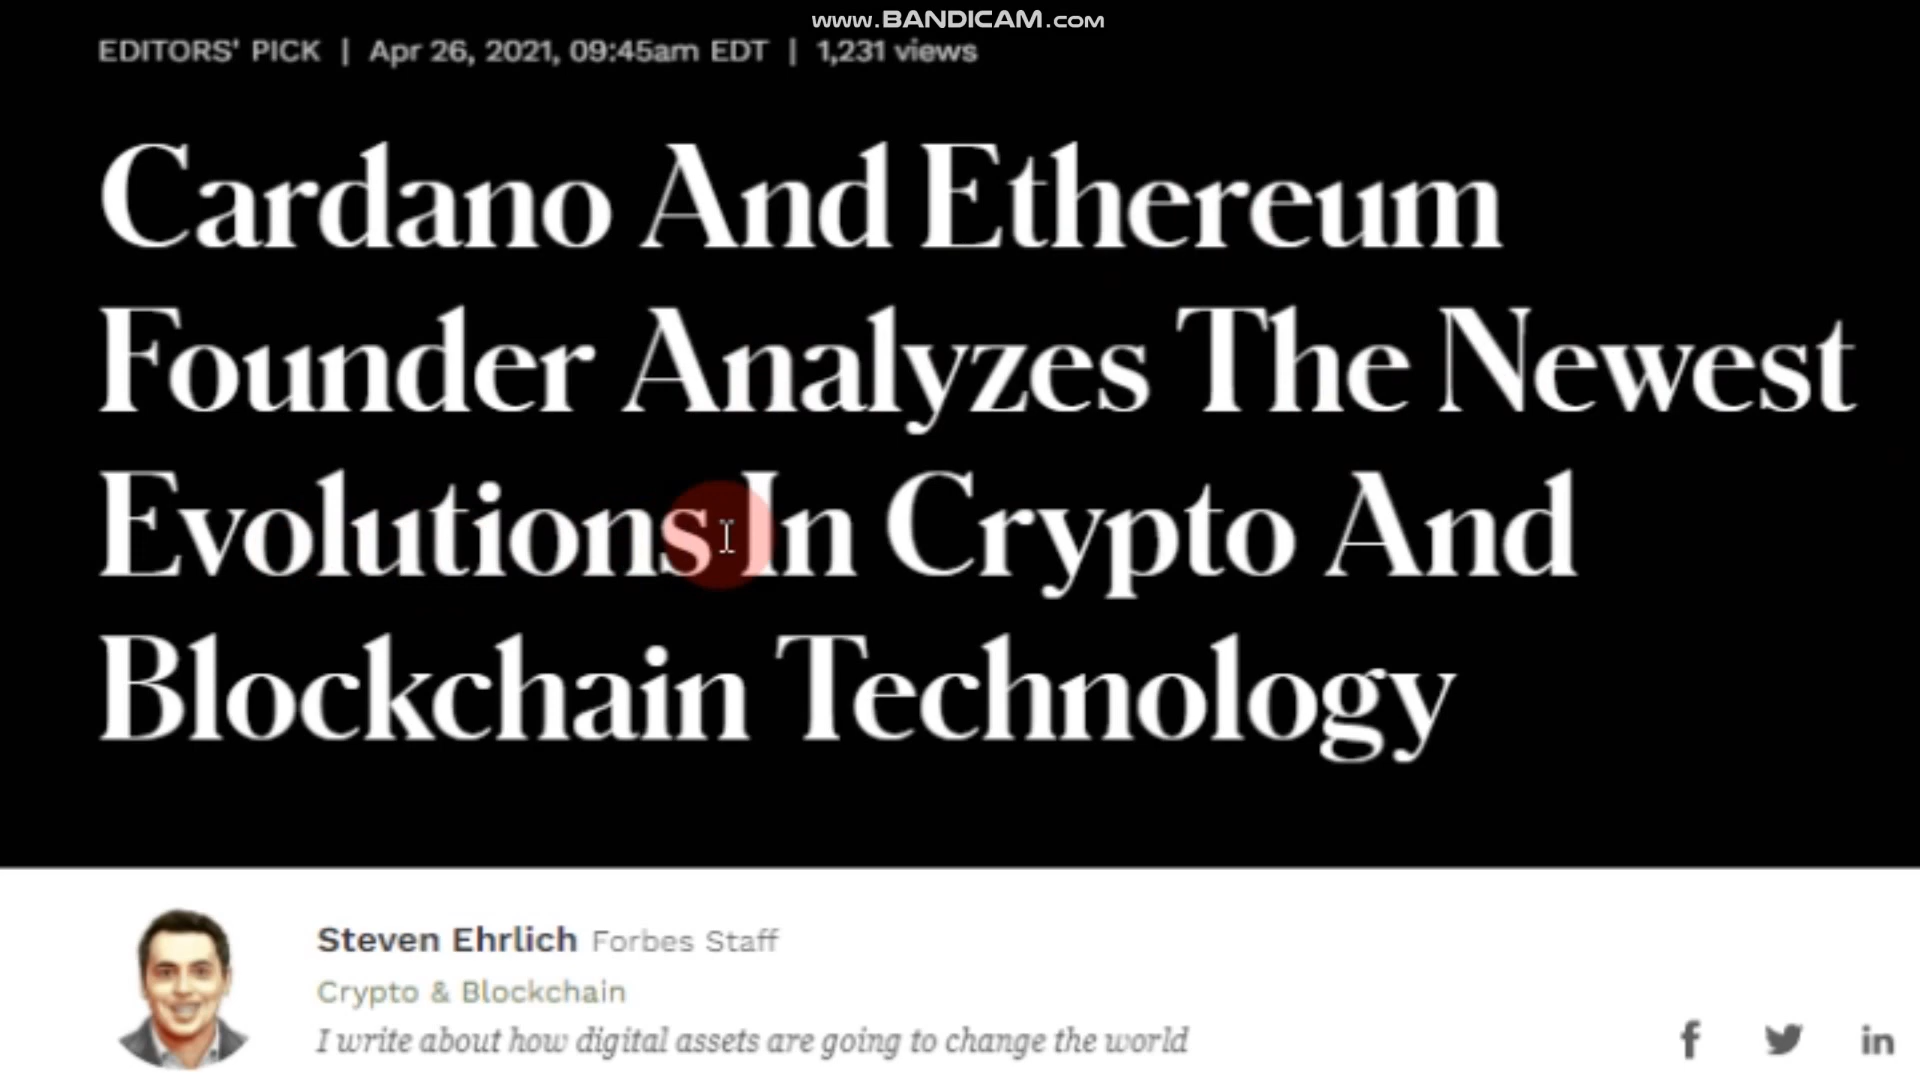 www.BANDICAM.com
EDITORS' PICK | Apr 26, 2021, 09:45am EDT | 1,231 views
Cardano And Ethereum
Founder Analyzes The Newest
Evolutions In Crypto And
Blockchain Technology
Steven Ehrlich Forbes Staff
Crypto & Blockchain
I write about how digital assets are going to change the world